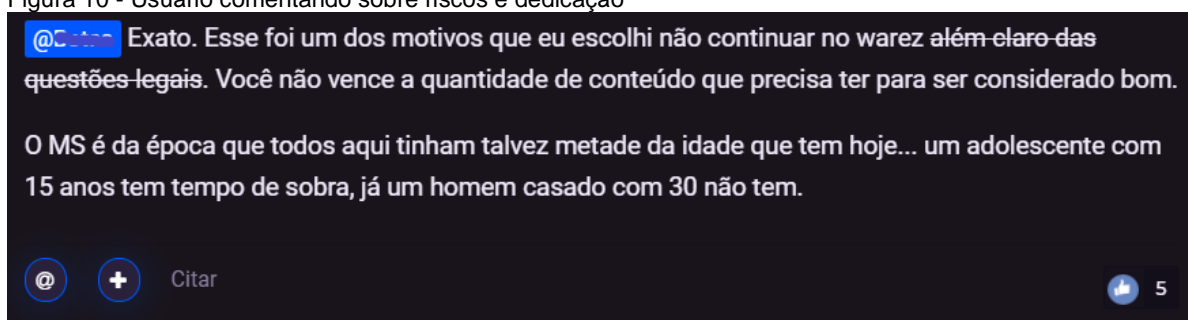 Figura 10 - Usuário comentando sobre riscos e dedicação
@ Exato. Esse foi um dos motivos que eu escolhi não continuar no warez além claro das
questões legais. Você não vence a quantidade de conteúdo que precisa ter para ser considerado bom.
O MS é da época que todos aqui tinham talvez metade da idade que tem hoje... um adolescente com
15 anos tem tempo de sobra, já um homem casado com 30 não tem.
@ + Citar 5